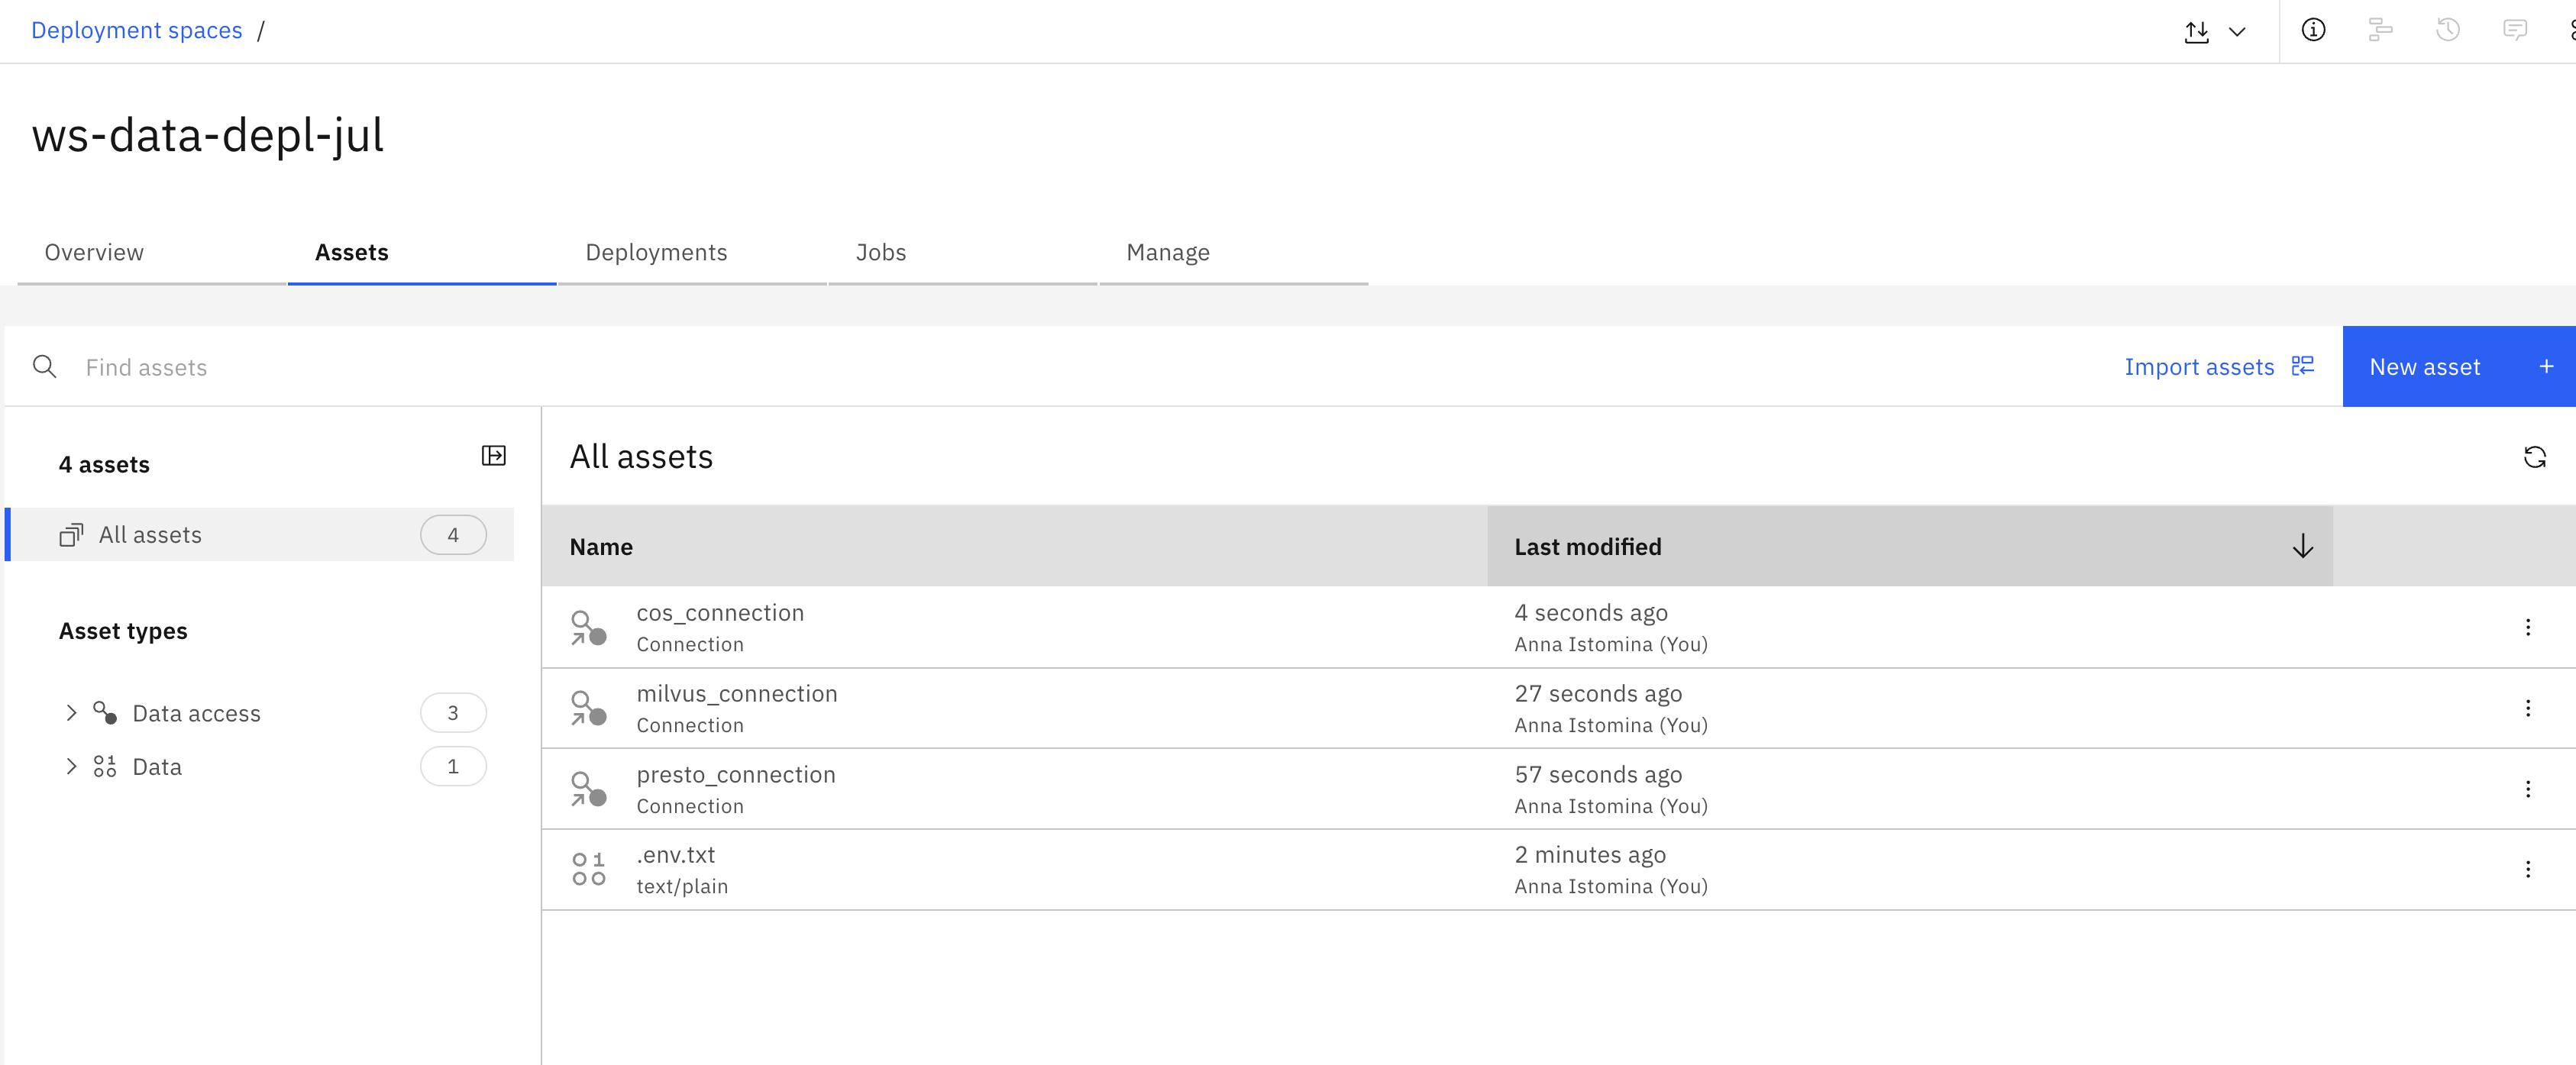 Deployment spaces /
ws-data-depl-jul
Overview
Assets
Deployments
Jobs
Manage
Find assets
Import assets
New asset +
4 assets
All assets 4
Asset types
Data access 3
Data 1
All assets
Name
Last modified
cos_connection
Connection
4 seconds ago
Anna Istomina (You)
milvus_connection
Connection
27 seconds ago
Anna Istomina (You)
presto_connection
Connection
57 seconds ago
Anna Istomina (You)
.env.txt
text/plain
2 minutes ago
Anna Istomina (You)